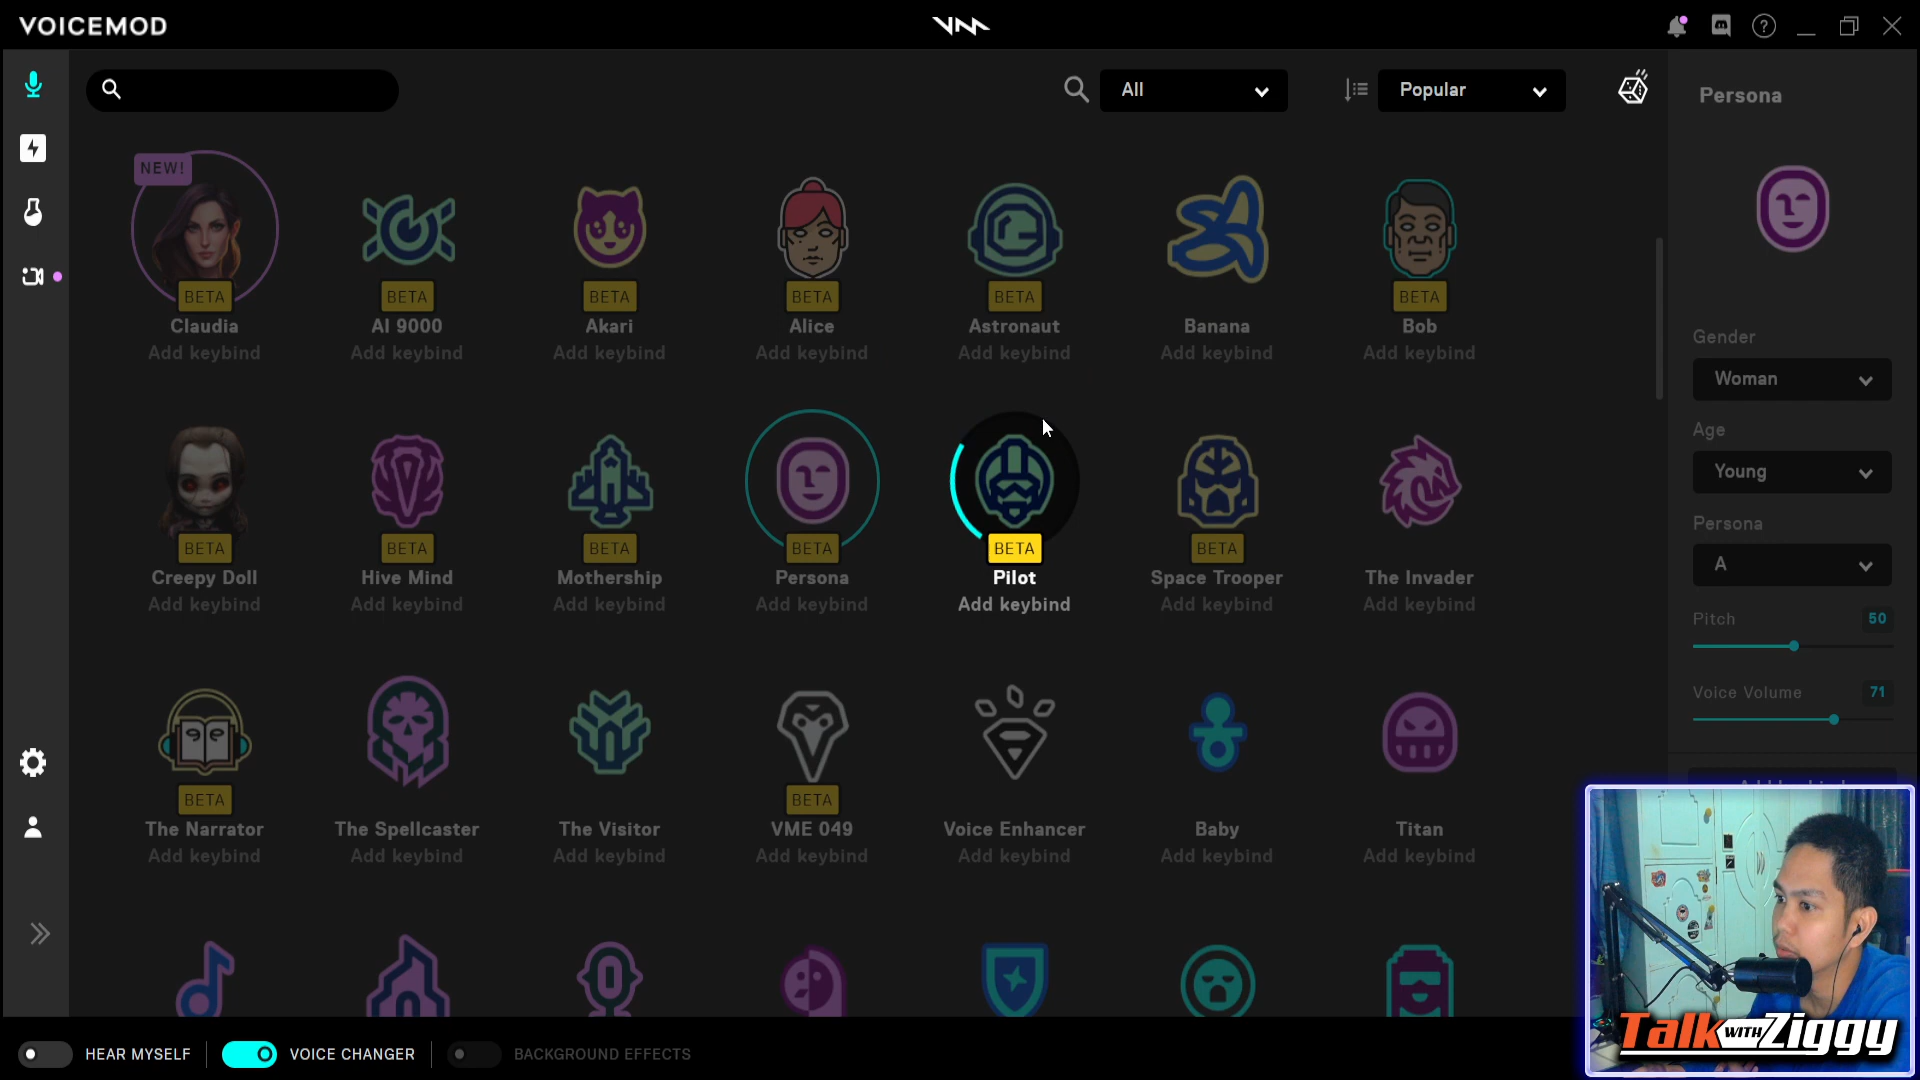 VOICEMOD
All
Popular
Persona
NEW!
BETA
BETA
BETA
BETA
BETA
BETA
Claudia
AI 9000
Akari
Alice
Astronaut
Banana
Bob
Add keybind
Add keybind
Add keybind
Add keybind
Add keybind
Add keybind
Add keybind
Gender
Woman
Age
Young
Persona
A
Pitch
50
Voice Volume
71
BETA
BETA
BETA
BETA
BETA
BETA
Creepy Doll
Hive Mind
Mothership
Persona
Pilot
Space Trooper
The Invader
Add keybind
Add keybind
Add keybind
Add keybind
Add keybind
Add keybind
Add keybind
BETA
BETA
The Narrator
The Spellcaster
The Visitor
VME 049
Voice Enhancer
Baby
Titan
Add keybind
Add keybind
Add keybind
Add keybind
Add keybind
Add keybind
Add keybind
HEAR MYSELF
VOICE CHANGER
BACKGROUND EFFECTS
Talk WITH Ziggy